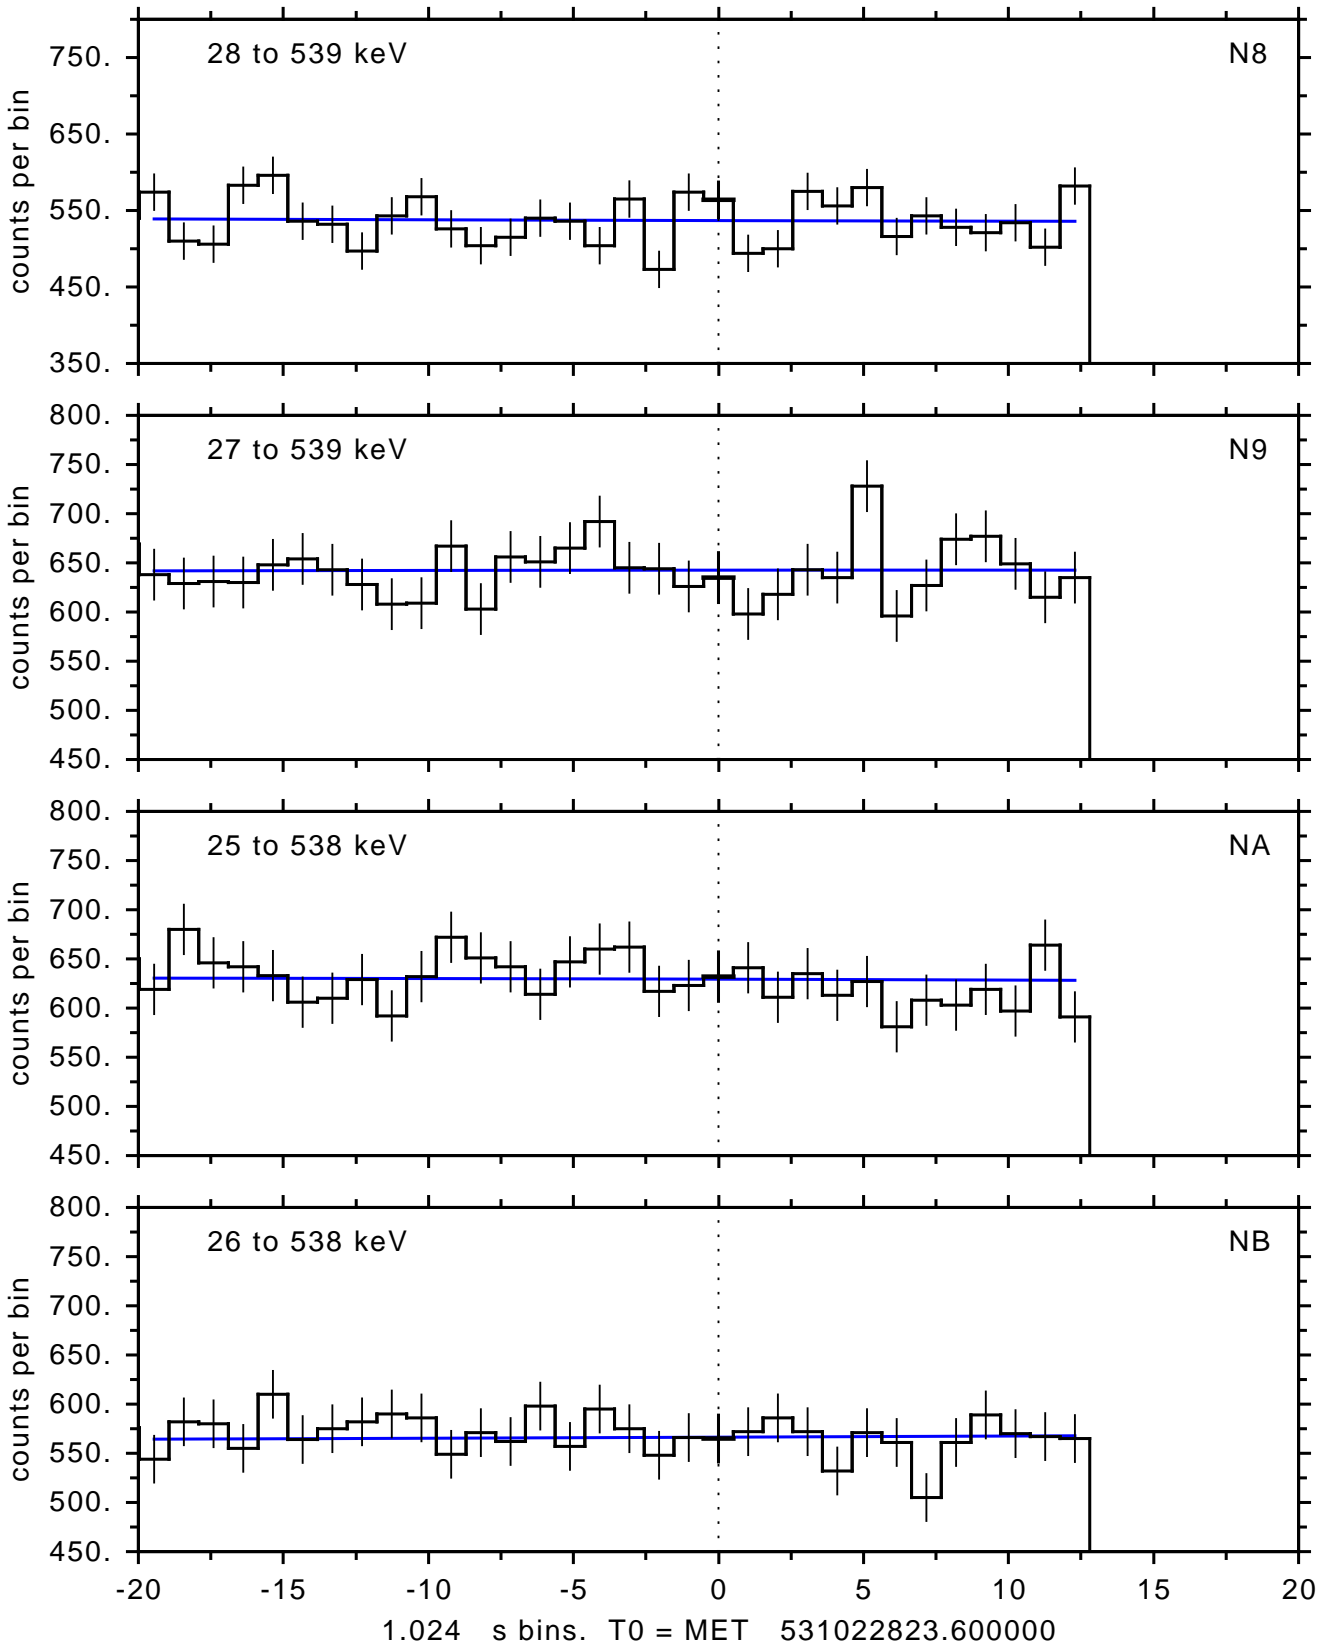 28 to 539 keV N8
750.
650.
550.
450.
350.
counts per bin
27 to 539 keV N9
800.
750.
700.
650.
600.
550.
500.
450.
counts per bin
25 to 538 keV NA
800.
750.
700.
650.
600.
550.
500.
450.
counts per bin
26 to 538 keV NB
800.
750.
700.
650.
600.
550.
500.
450.
counts per bin
-20 -15 -10 -5 0 5 10 15 20
1.024 s bins. T0 = MET 531022823.600000